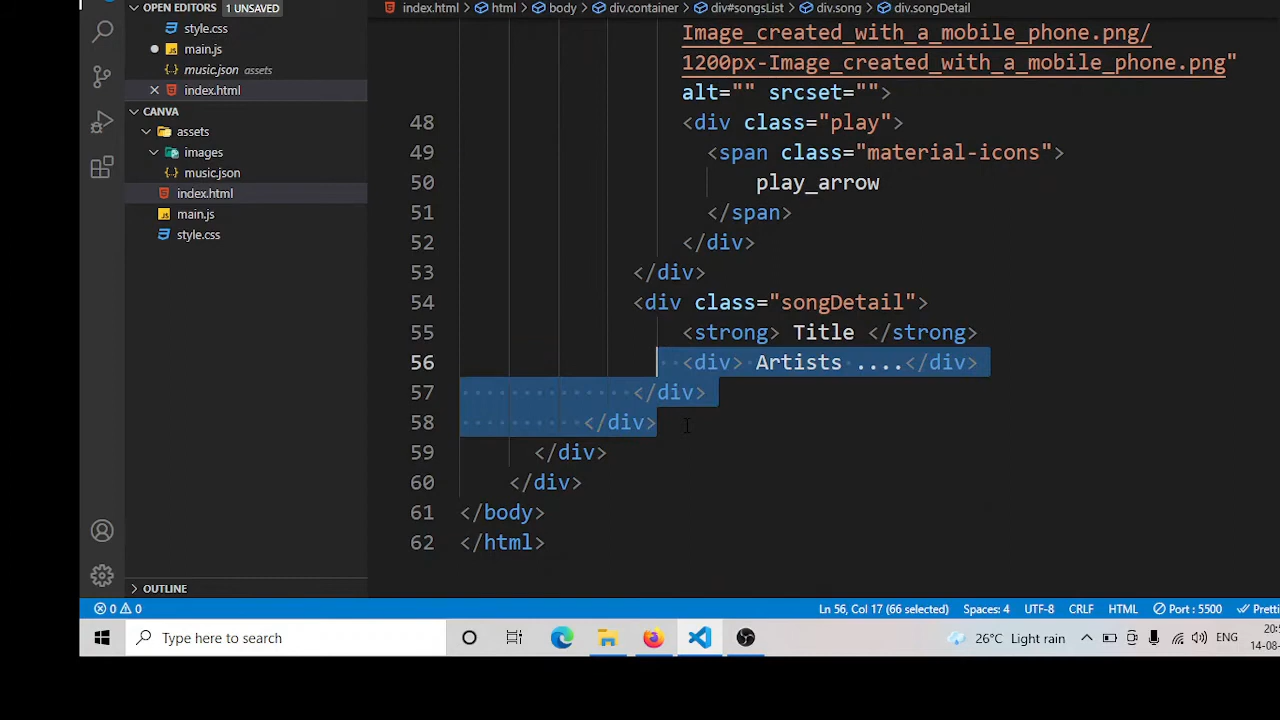 OPEN EDITORS 1 UNSAVED
style.css
main.js
music.json assets
index.html
CANVA
assets
images
music.json
index.html
main.js
style.css
OUTLINE
index.html > html > body > div.container > div#songsList > div.song > div.songDetail
Image_created_with_a_mobile_phone.png/
1200px-Image_created_with_a_mobile_phone.png"
alt="" srcset="">
48 <div class="play">
49 <span class="material-icons">
50 play_arrow
51 </span>
52 </div>
53 </div>
54 <div class="songDetail">
55 <strong> Title </strong>
56 <div> Artists ....</div>
57 </div>
58 </div>
59 </div>
60 </div>
61 </body>
62 </html>
0 0 Ln 56, Col 17 (66 selected) Spaces: 4 UTF-8 CRLF HTML Port : 5500 Pretti
Type here to search 26°C Light rain ENG
20:5
14-08-